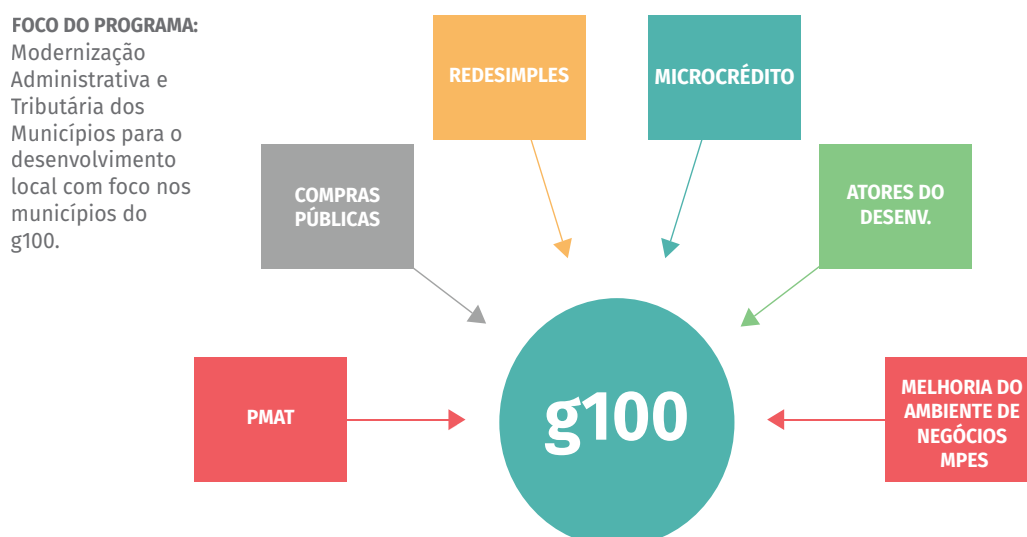 FOCO DO PROGRAMA:
Modernização
Administrativa e
Tributária dos
Municípios para o
desenvolvimento
local com foco nos
municípios do
g100.
REDESIMPLES
MICROCRÉDITO
COMPRAS
PÚBLICAS
ATORES DO
DESENV.
PMAT
g100
MELHORIA DO
AMBIENTE DE
NEGÓCIOS
MPES